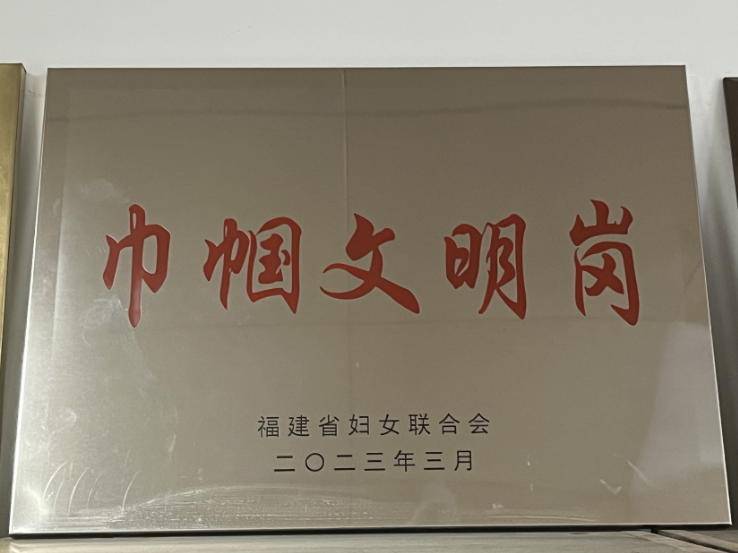 巾帼文明岗
福建省妇女联合会
二〇二三年三月